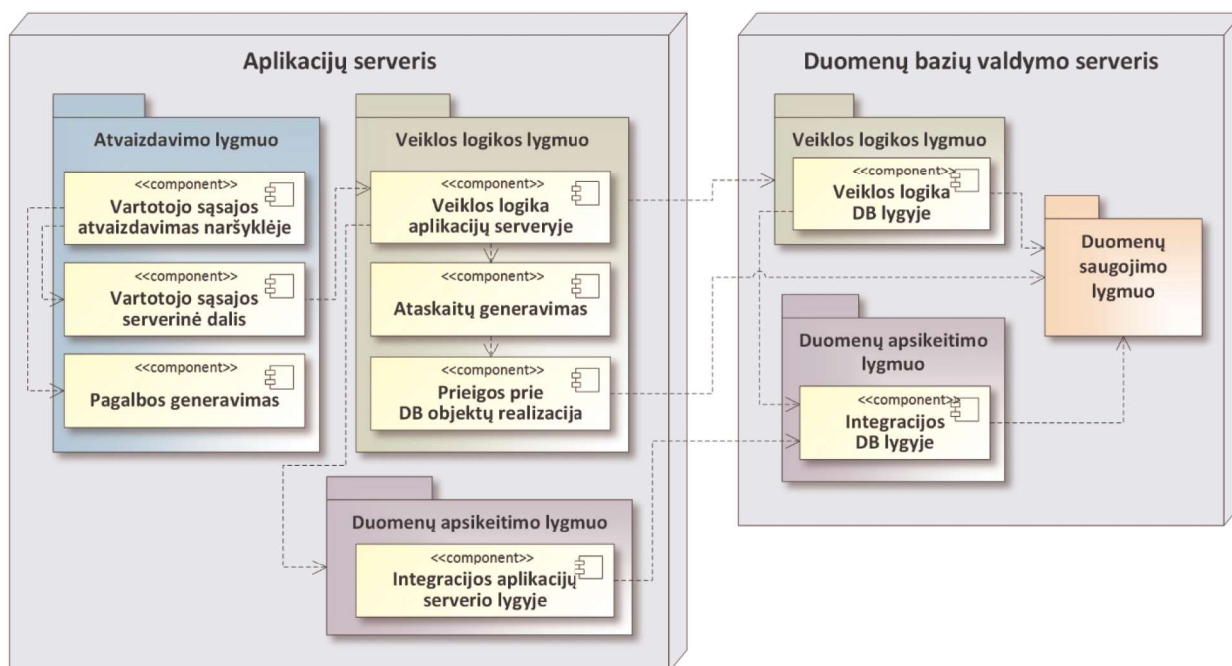 Aplikacijų serveris
Atvaizdavimo lygmuo
<<component>>
Vartotojo sąsajos
atvaizdavimas naršyklėje
<<component>>
Vartotojo sąsajos
serverinė dalis
<<component>>
Pagalbos generavimas
Veiklos logikos lygmuo
<<component>>
Veiklos logika
aplikacijų serveryje
<<component>>
Ataskaitų generavimas
<<component>>
Prieigos prie
DB objektų realizacija
Duomenų apsikeitimo lygmuo
<<component>>
Integracijos aplikacijų
serverio lygyje
Duomenų bazių valdymo serveris
Veiklos logikos lygmuo
<<component>>
Veiklos logika
DB lygyje
Duomenų apsikeitimo
lygmuo
<<component>>
Integracijos
DB lygyje
Duomenų
saugojimo
lygmuo